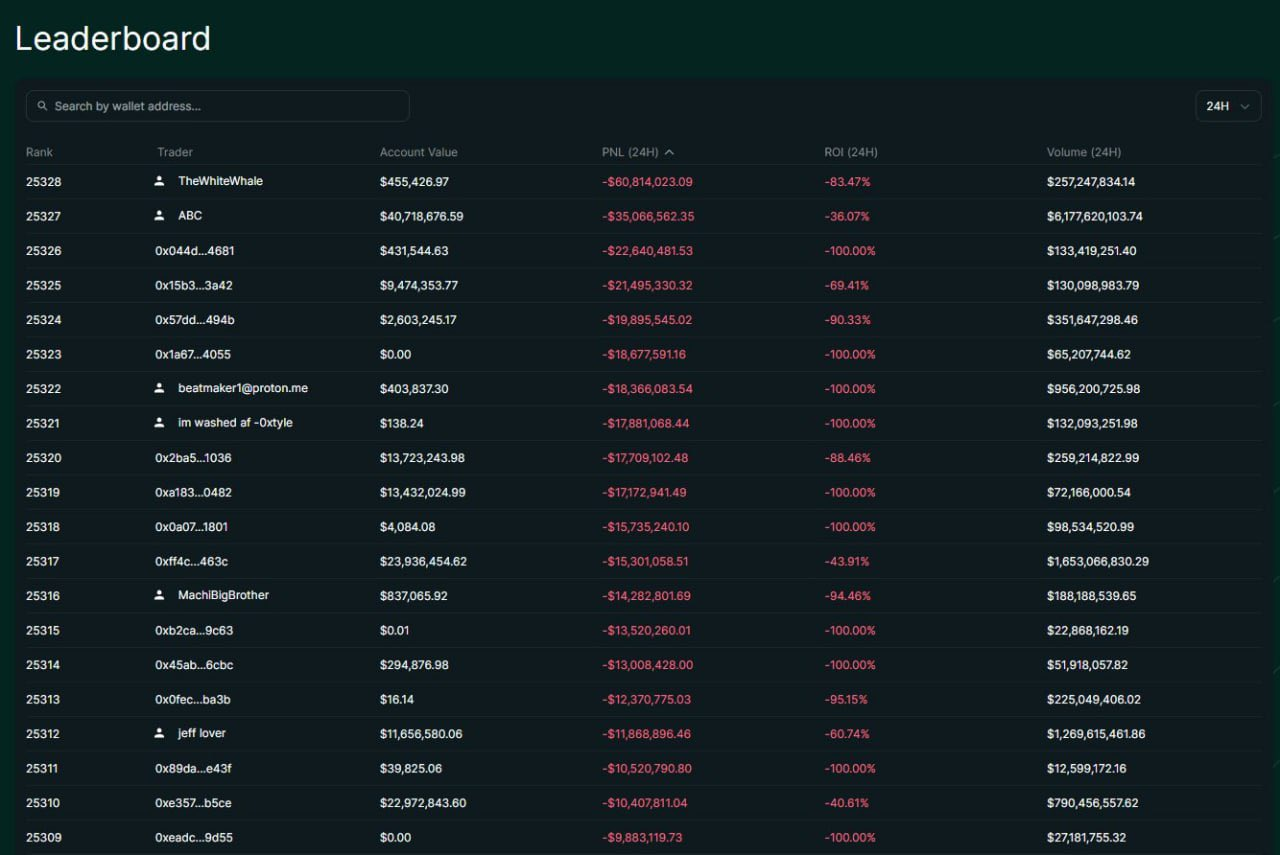 Leaderboard
Search by wallet address...
24H
Rank Trader Account Value PNL (24H) ROI (24H) Volume (24H)
25328 TheWhiteWhale $455,426.97 -$60,814,023.09 -83.47% $257,247,834.14
25327 ABC $40,718,676.59 -$35,066,562.35 -36.07% $6,177,620,103.74
25326 0x044d...4681 $431,544.63 -$22,640,481.53 -100.00% $133,419,251.40
25325 0x15b3...3a42 $9,474,353.77 -$21,495,330.32 -69.41% $130,098,983.79
25324 0x57dd...494b $2,603,245.17 -$19,895,545.02 -90.33% $351,647,298.46
25323 0x1a67...4055 $0.00 -$18,677,591.16 -100.00% $65,207,744.62
25322 beatmaker1@proton.me $403,837.30 -$18,366,083.54 -100.00% $956,200,725.98
25321 im washed af -0xtyle $138.24 -$17,881,068.44 -100.00% $132,093,251.98
25320 0x2ba5...1036 $13,723,243.98 -$17,709,102.48 -88.46% $259,214,822.99
25319 0xa183...0482 $13,432,024.99 -$17,172,941.49 -100.00% $72,166,000.54
25318 0x0a07...1801 $4,084.08 -$15,735,240.10 -100.00% $98,534,520.99
25317 0xff4c...463c $23,936,454.62 -$15,301,058.51 -43.91% $1,653,066,830.29
25316 MachiBigBrother $837,065.92 -$14,282,801.69 -94.46% $188,188,539.65
25315 0xb2ca...9c63 $0.01 -$13,520,260.01 -100.00% $22,868,162.19
25314 0x45ab...6cbc $294,876.98 -$13,008,428.00 -100.00% $51,918,057.82
25313 0x0fec...ba3b $16.14 -$12,370,775.03 -95.15% $225,049,406.02
25312 jeff lover $11,656,580.06 -$11,868,896.46 -60.74% $1,269,615,461.86
25311 0x89da...e43f $39,825.06 -$10,520,790.80 -100.00% $12,599,172.16
25310 0xe357...b5ce $22,972,843.60 -$10,407,811.04 -40.61% $790,456,557.62
25309 0xeadc...9d55 $0.00 -$9,883,119.73 -100.00% $27,181,755.32